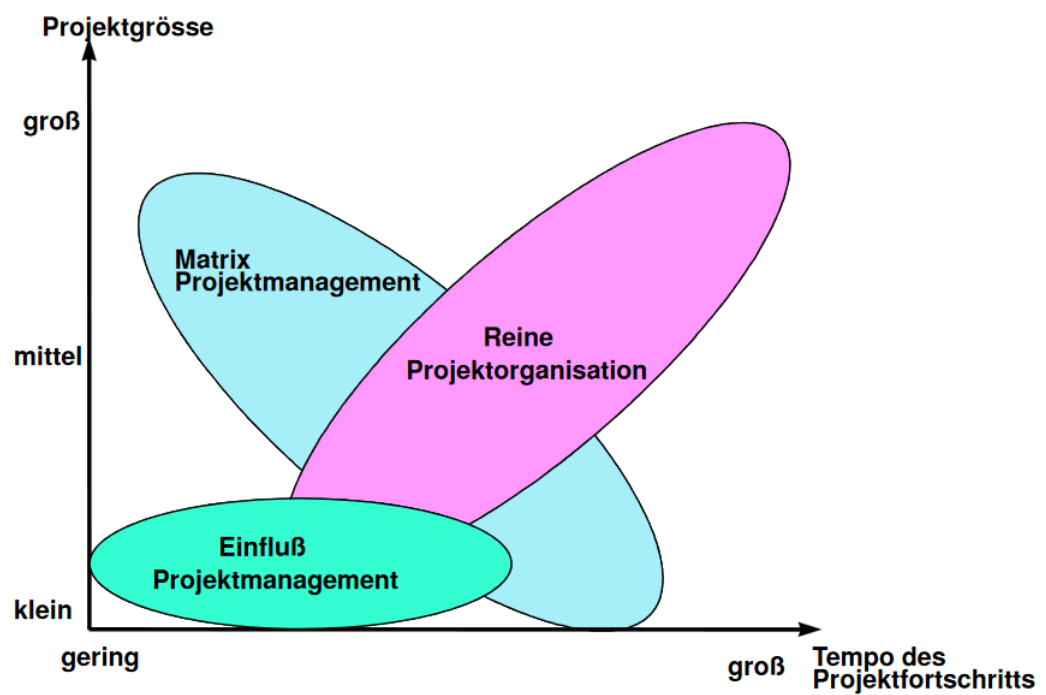 Projektgrösse
groß
Matrix
Projektmanagement
Reine
Projektorganisation
mittel
Einfluß
Projektmanagement
klein
gering
groß
Tempo des
Projektfortschritts